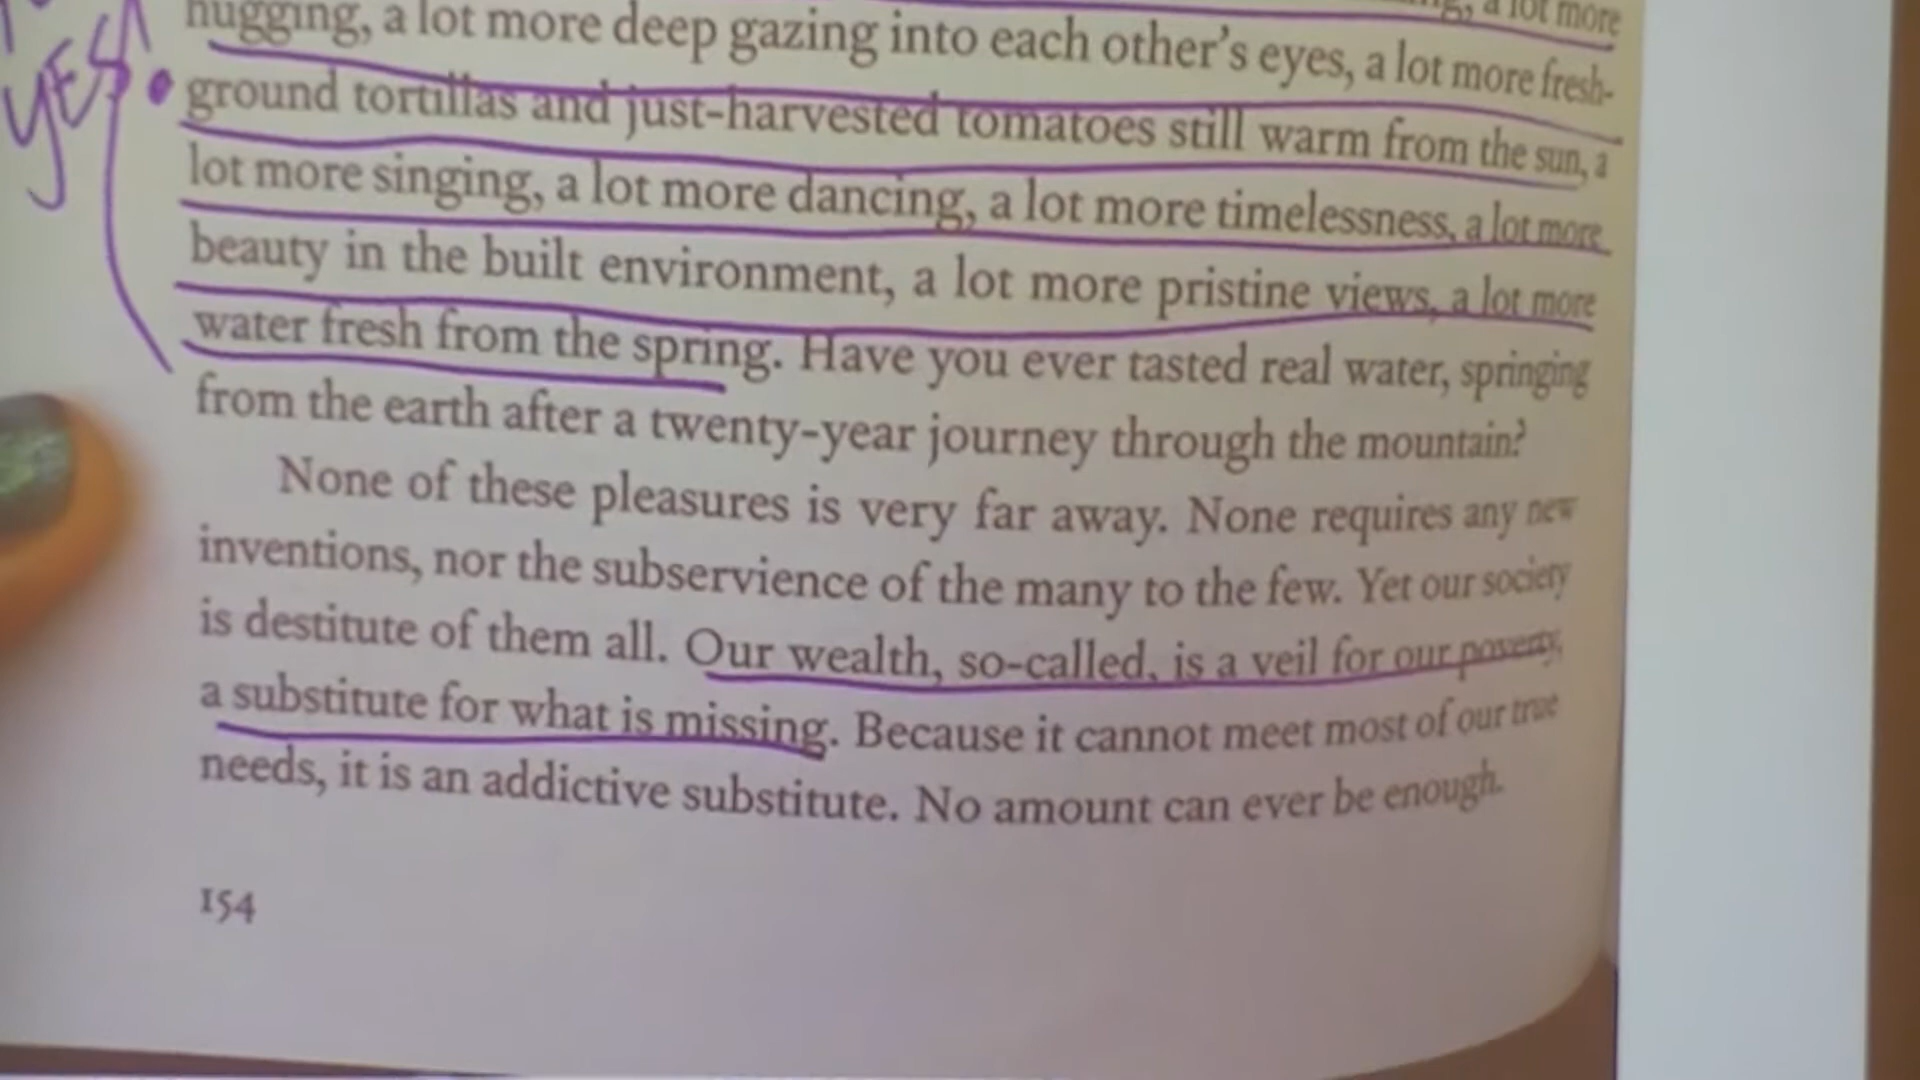 a lot more
YES!
hugging, a lot more deep gazing into each other's eyes, a lot more fresh-
ground tortillas and just-harvested tomatoes still warm from the sun, a
lot more singing, a lot more dancing, a lot more timelessness, a lot more
beauty in the built environment, a lot more pristine views, a lot more
water fresh from the spring. Have you ever tasted real water, springing
from the earth after a twenty-year journey through the mountain?
None of these pleasures is very far away. None requires any new
inventions, nor the subservience of the many to the few. Yet our society
is destitute of them all. Our wealth, so-called, is a veil for our poverty,
a substitute for what is missing. Because it cannot meet most of our true
needs, it is an addictive substitute. No amount can ever be enough.
154